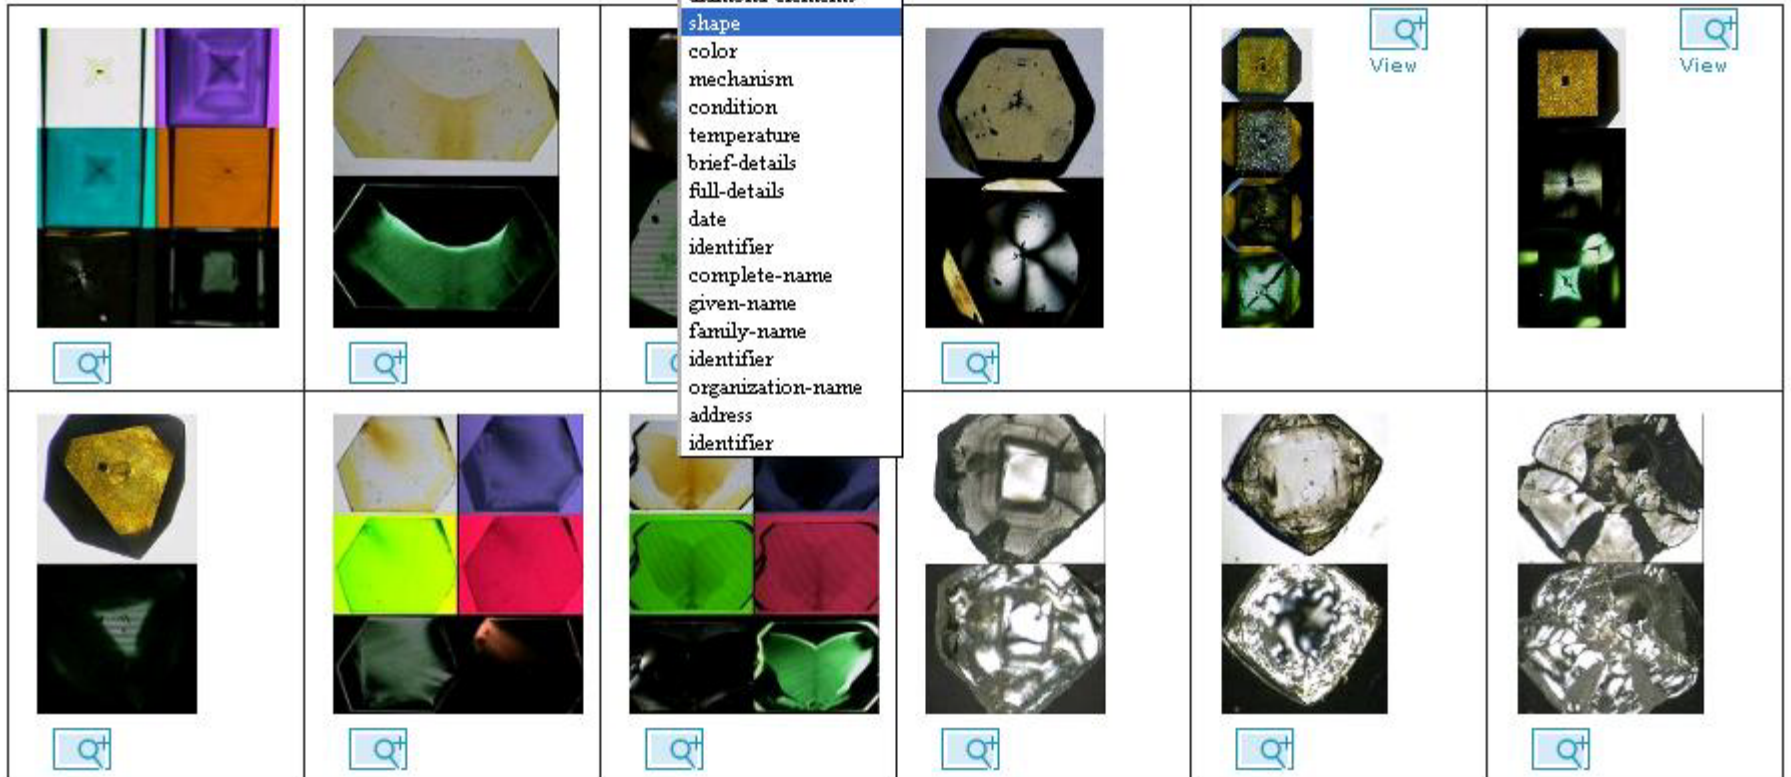 shape
color
mechanism
condition
temperature
brief-details
full-details
date
identifier
complete-name
given-name
family-name
identifier
organization-name
address
identifier
View
View